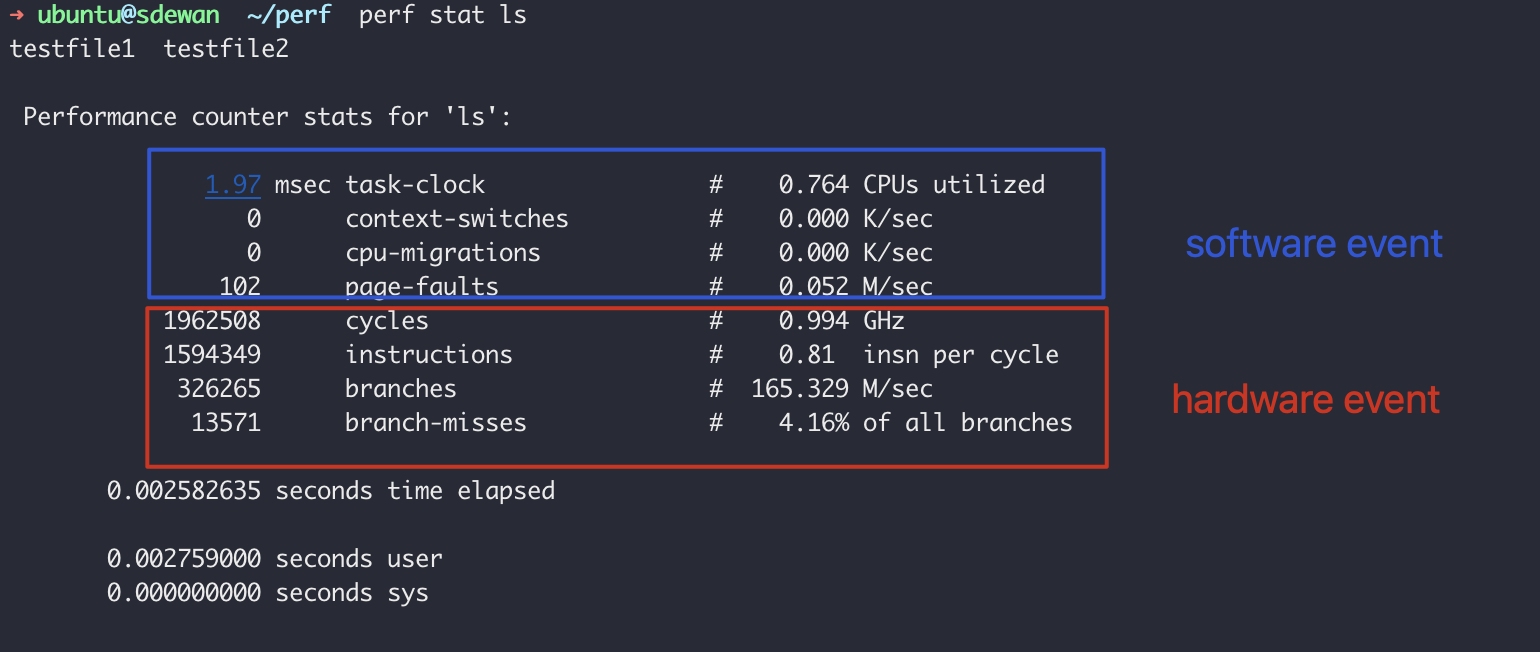 → ubuntu@sdewan ~/perf perf stat ls
testfile1 testfile2
Performance counter stats for 'ls':
1.97 msec task-clock # 0.764 CPUs utilized
0 context-switches # 0.000 K/sec
0 cpu-migrations # 0.000 K/sec
software event
102 page-faults # 0.052 M/sec
1962508 cycles # 0.994 GHz
1594349 instructions # 0.81 insn per cycle
326265 branches # 165.329 M/sec
hardware event
13571 branch-misses # 4.16% of all branches
0.002582635 seconds time elapsed
0.002759000 seconds user
0.000000000 seconds sys